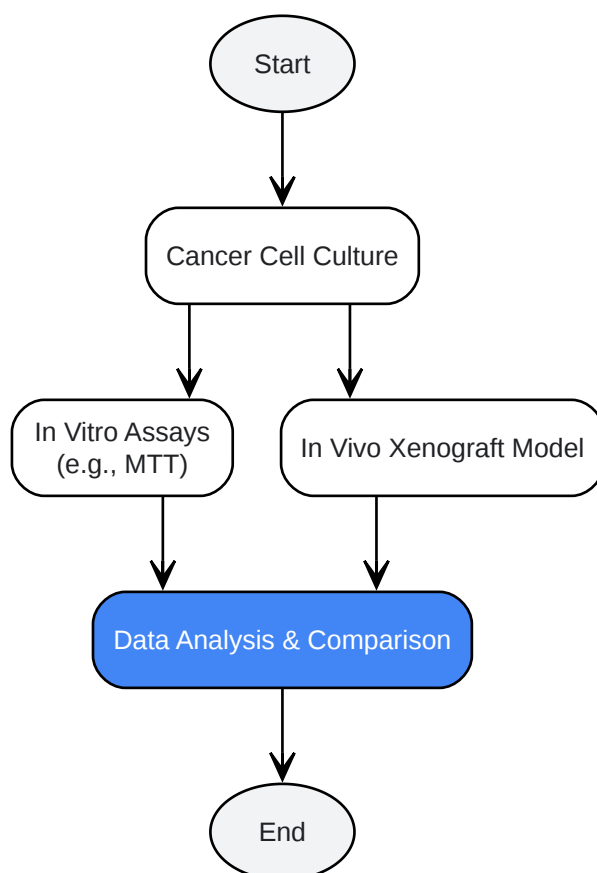 Start
Cancer Cell Culture
In Vitro Assays
(e.g., MTT)
In Vivo Xenograft Model
Data Analysis & Comparison
End